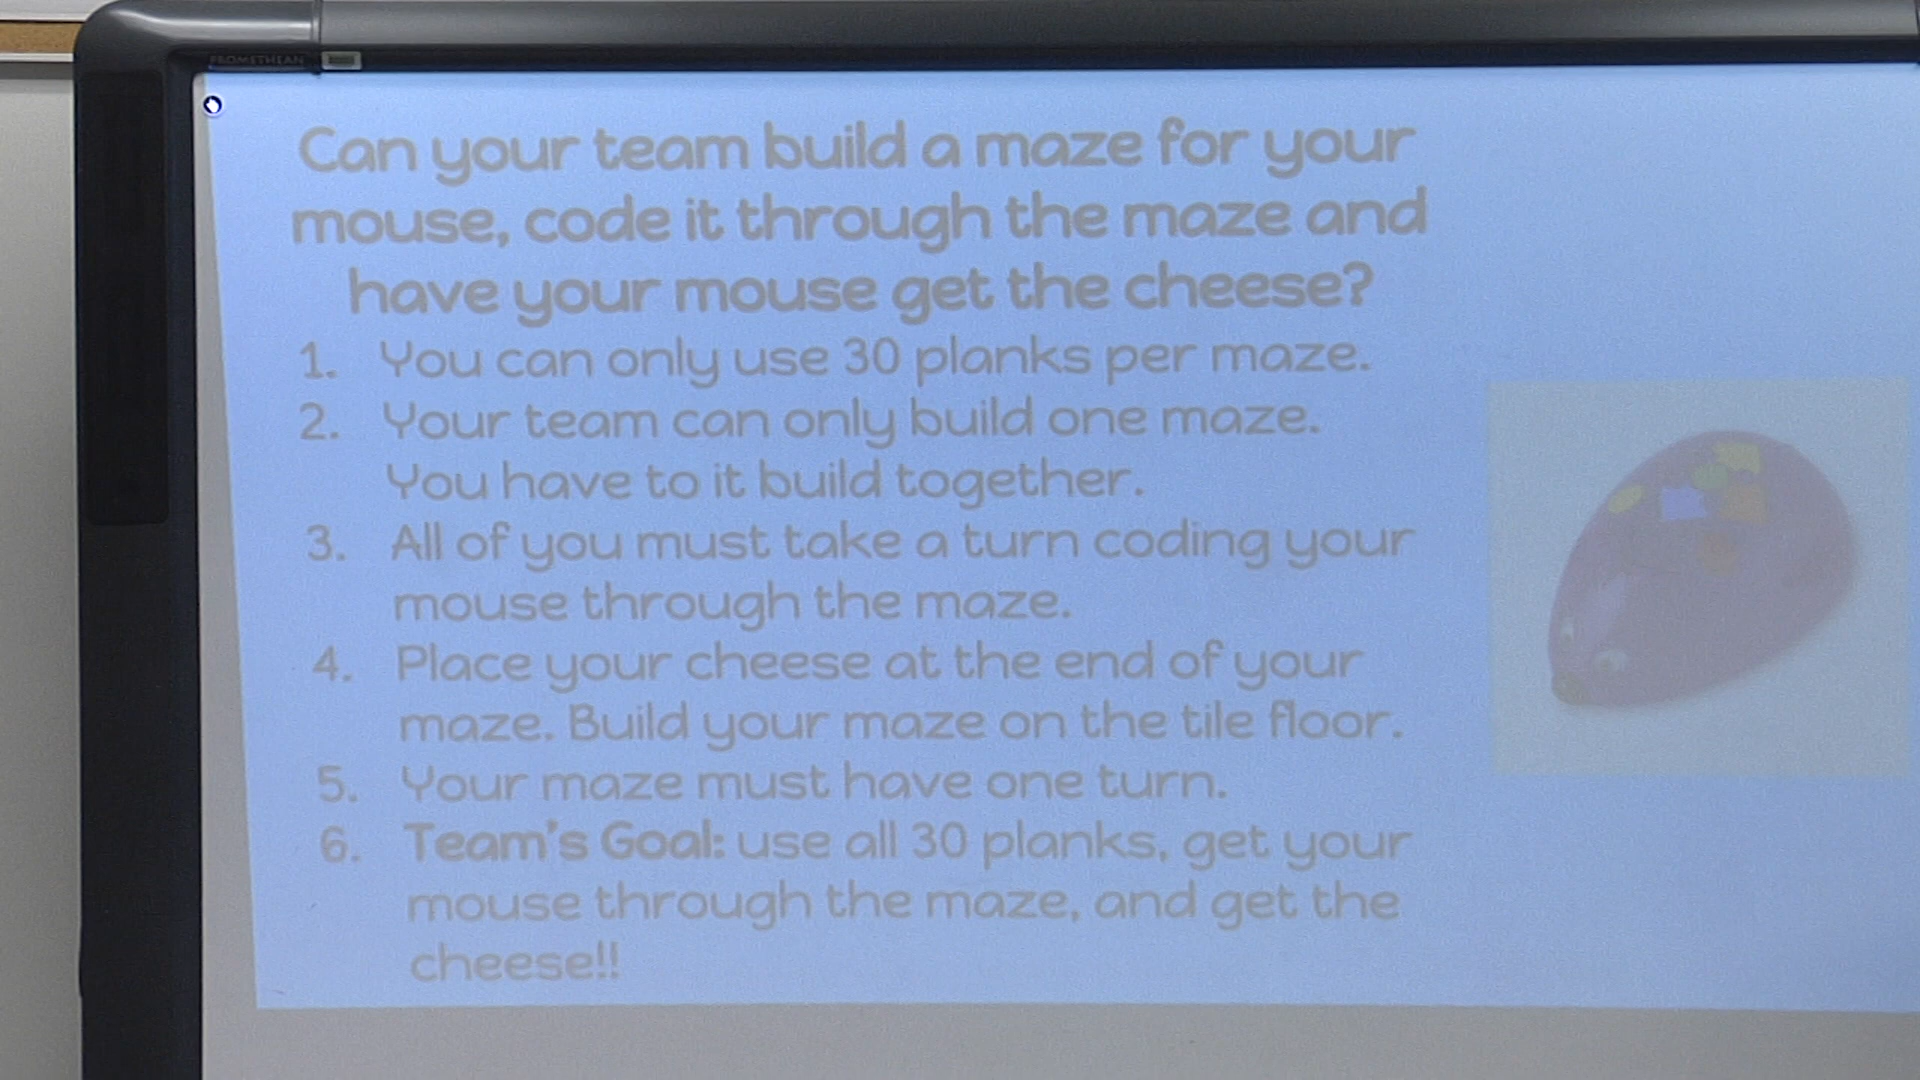 PROMETHEAN
Can your team build a maze for your
mouse, code it through the maze and
have your mouse get the cheese?
1. You can only use 30 planks per maze.
2. Your team can only build one maze.
You have to it build together.
3. All of you must take a turn coding your
mouse through the maze.
4. Place your cheese at the end of your
maze. Build your maze on the tile floor.
5. Your maze must have one turn.
6. Team's Goal: use all 30 planks, get your
mouse through the maze, and get the
cheese!!